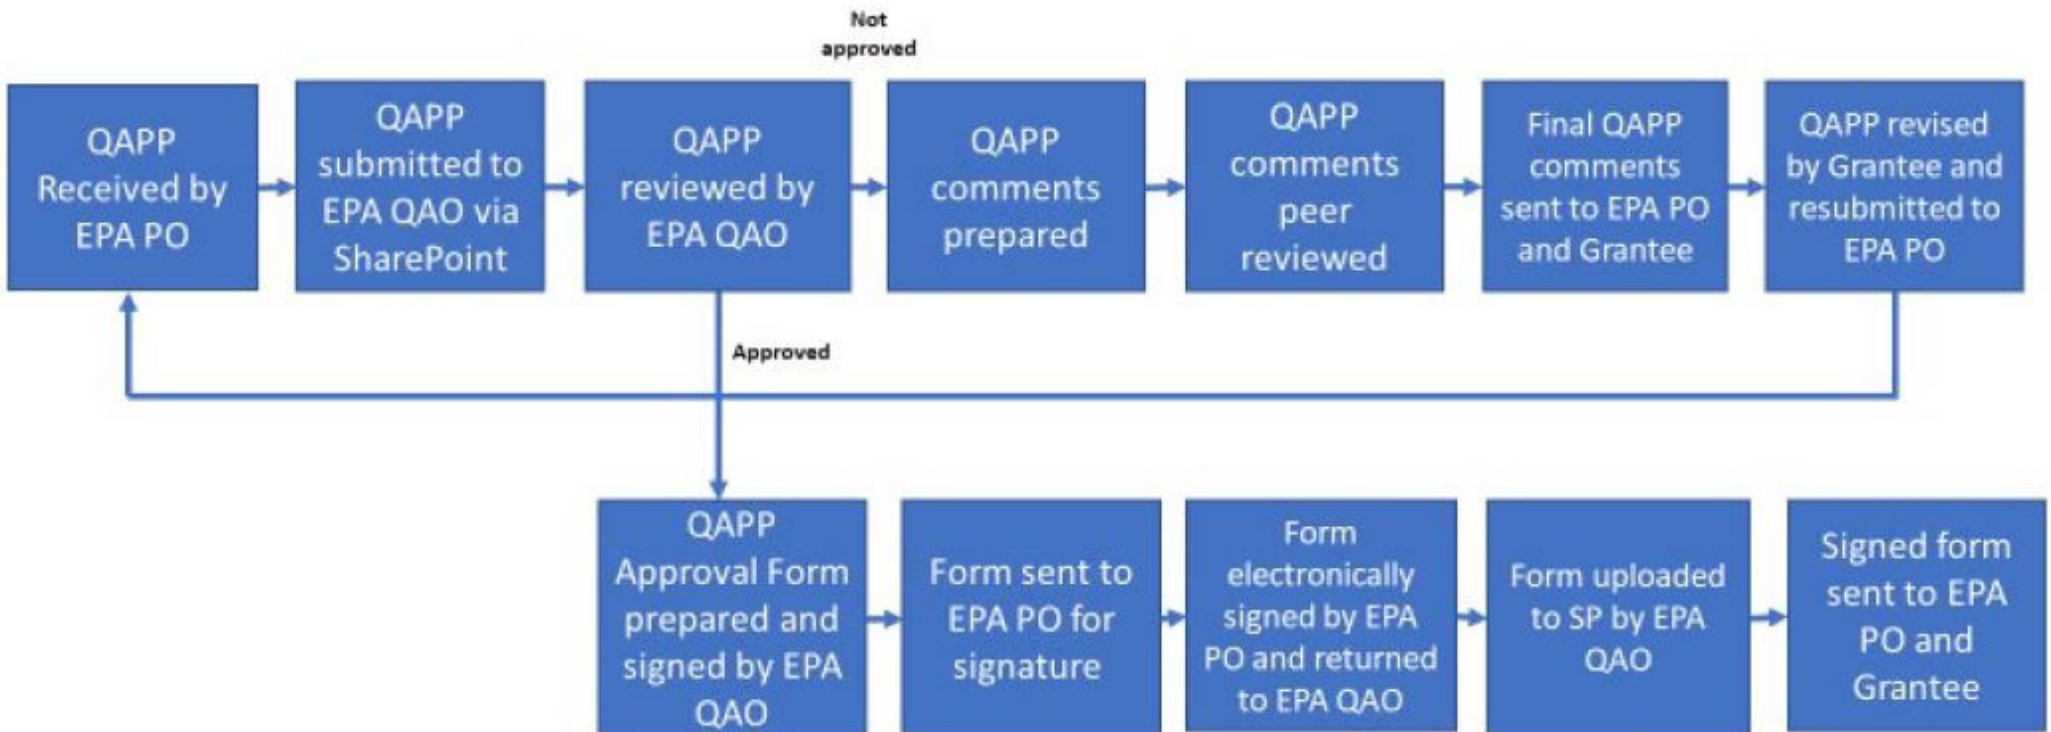 Not
approved
QAPP
Received by
EPA PO
QAPP
submitted to
EPA QAO via
SharePoint
QAPP
reviewed by
EPA QAO
QAPP
comments
prepared
QAPP
comments
peer
reviewed
Final QAPP
comments
sent to EPA PO
and Grantee
QAPP revised
by Grantee and
resubmitted to
EPA PO
Approved
QAPP
Approval Form
prepared and
signed by EPA
QAO
Form sent to
EPA PO for
signature
Form
electronically
signed by EPA
PO and returned
to EPA QAO
Form uploaded
to SP by EPA
QAO
Signed form
sent to EPA
PO and
Grantee